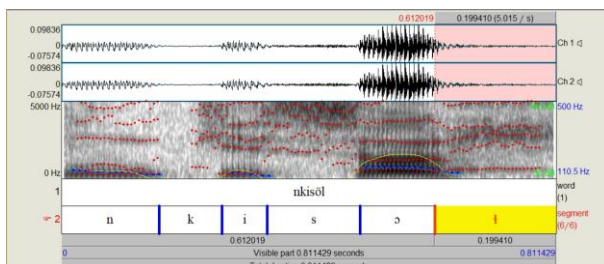 0.612019 0.199410 (5.015 / s)
0.09836
0
-0.07574
Ch 1
0.09836
0
-0.07574
Ch 2
5000 Hz 500 Hz
0 Hz 110.5 Hz
1 nkisöl word (1)
2 n k i s ɔ ɫ segment (6/6)
0.612019 0.199410
0 Visible part 0.811429 seconds 0.811429